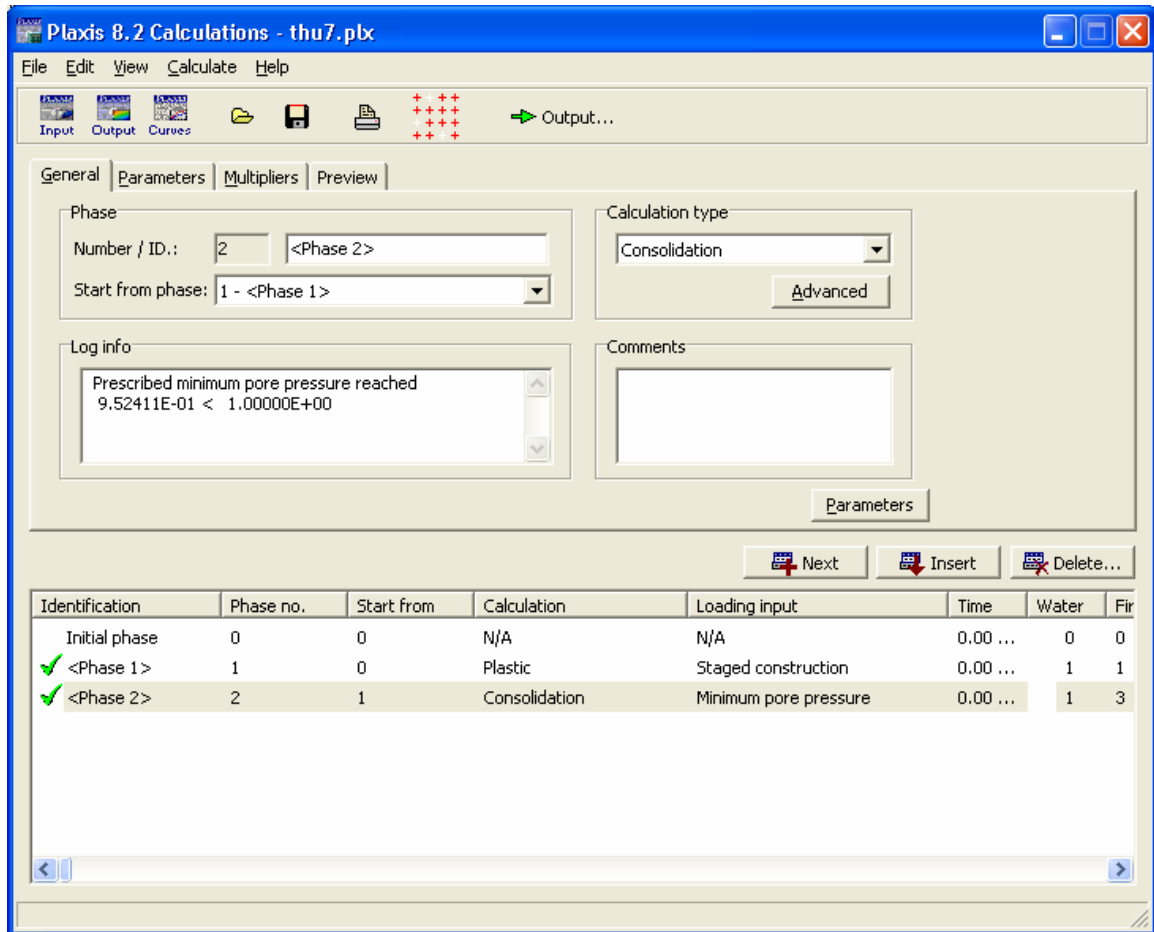 Plaxis 8.2 Calculations - thu7.plx
File Edit View Calculate Help
Input Output Curves Output...
General Parameters Multipliers Preview
Phase
Number / ID.: 2 <Phase 2>
Start from phase: 1 - <Phase 1>
Calculation type
Consolidation
Advanced
Log info
Prescribed minimum pore pressure reached
9.52411E-01 < 1.00000E+00
Comments
Parameters
Next Insert Delete...
Identification Phase no. Start from Calculation Loading input Time Water Fir
Initial phase 0 0 N/A N/A 0.00 ... 0 0
<Phase 1> 1 0 Plastic Staged construction 0.00 ... 1 1
<Phase 2> 2 1 Consolidation Minimum pore pressure 0.00 ... 1 3